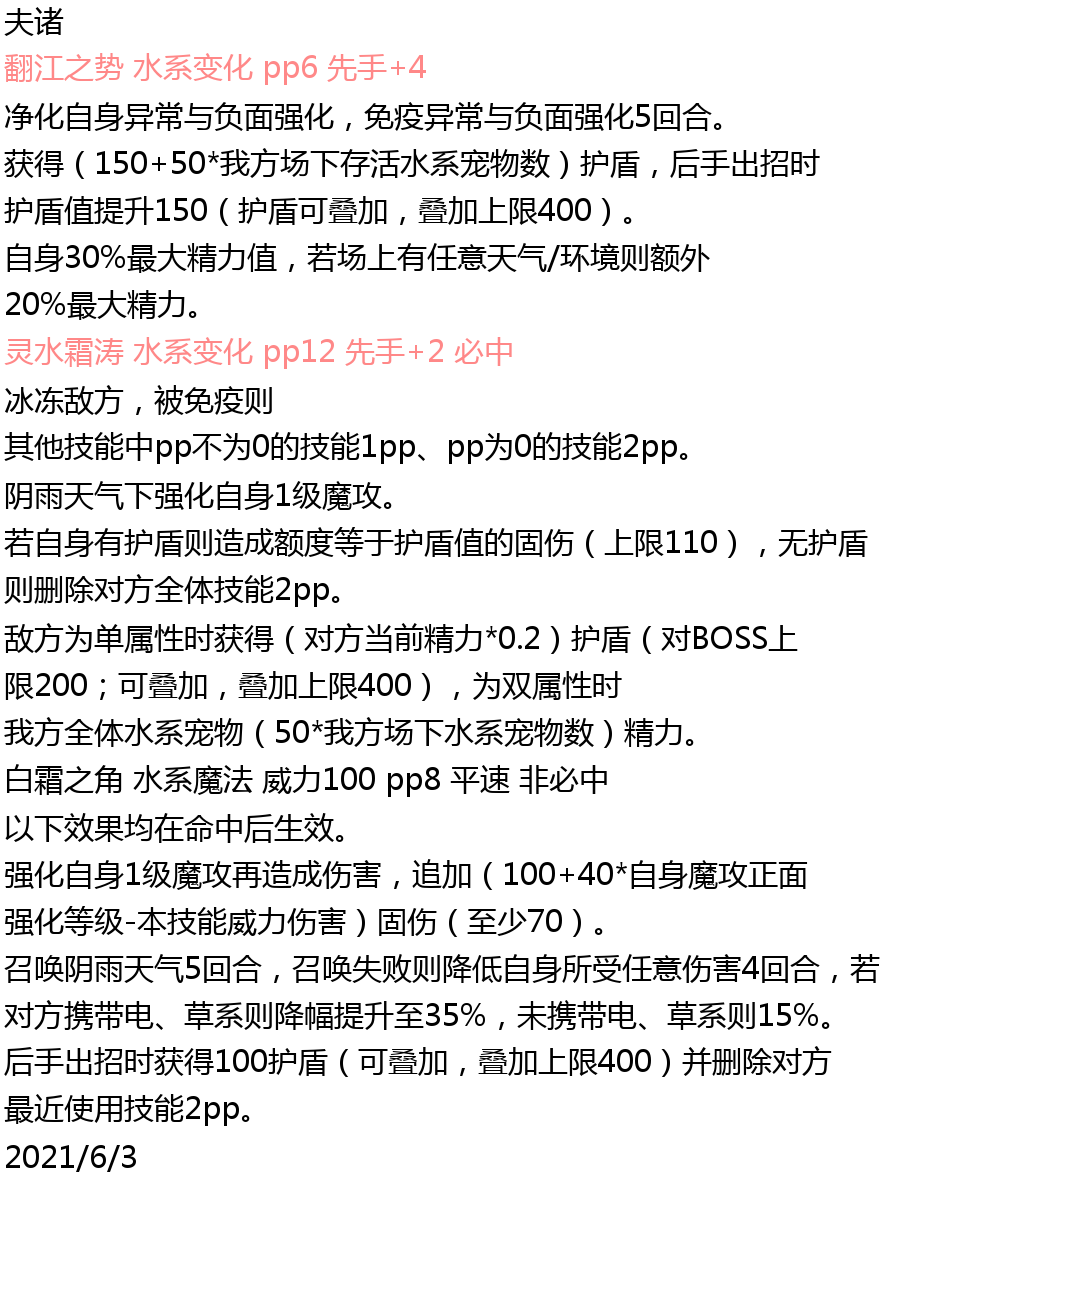 夫诸
翻江之势 水系变化 pp6 先手+4
净化自身异常与负面强化，免疫异常与负面强化5回合。
获得（150+50*我方场下存活水系宠物数）护盾，后手出招时
护盾值提升150（护盾可叠加，叠加上限400）。
自身30%最大精力值，若场上有任意天气/环境则额外
20%最大精力。
灵水霜涛 水系变化 pp12 先手+2 必中
冰冻敌方，被免疫则
其他技能中pp不为0的技能1pp、pp为0的技能2pp。
阴雨天气下强化自身1级魔攻。
若自身有护盾则造成额度等于护盾值的固伤（上限110），无护盾
则删除对方全体技能2pp。
敌方为单属性时获得（对方当前精力*0.2）护盾（对BOSS上
限200；可叠加，叠加上限400），为双属性时
我方全体水系宠物（50*我方场下水系宠物数）精力。
白霜之角 水系魔法 威力100 pp8 平速 非必中
以下效果均在命中后生效。
强化自身1级魔攻再造成伤害，追加（100+40*自身魔攻正面
强化等级-本技能威力伤害）固伤（至少70）。
召唤阴雨天气5回合，召唤失败则降低自身所受任意伤害4回合，若
对方携带电、草系则降幅提升至35%，未携带电、草系则15%。
后手出招时获得100护盾（可叠加，叠加上限400）并删除对方
最近使用技能2pp。
2021/6/3